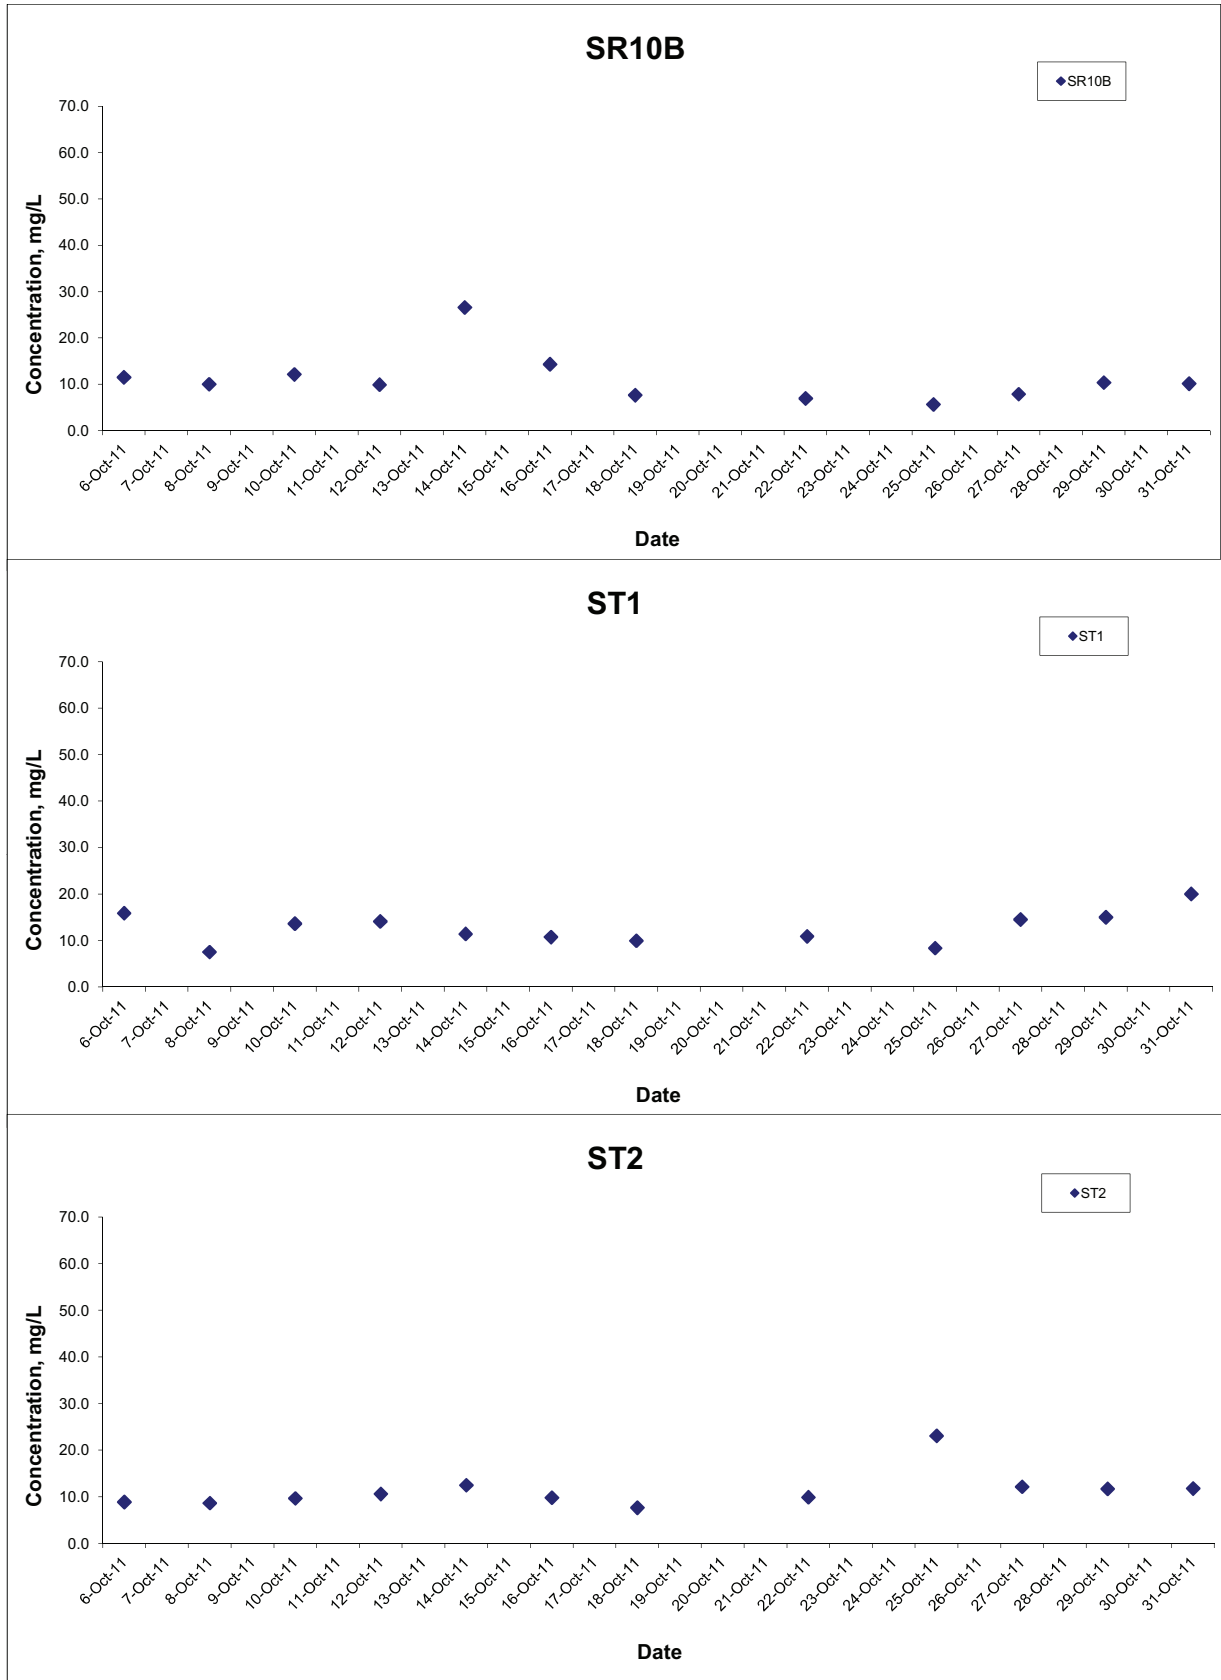 SR10B
SR10B
70.0
60.0
50.0
40.0
30.0
20.0
10.0
0.0
Concentration, mg/L
6-Oct-11
7-Oct-11
8-Oct-11
9-Oct-11
10-Oct-11
11-Oct-11
12-Oct-11
13-Oct-11
14-Oct-11
15-Oct-11
16-Oct-11
17-Oct-11
18-Oct-11
19-Oct-11
20-Oct-11
21-Oct-11
22-Oct-11
23-Oct-11
24-Oct-11
25-Oct-11
26-Oct-11
27-Oct-11
28-Oct-11
29-Oct-11
30-Oct-11
31-Oct-11
Date
ST1
ST1
70.0
60.0
50.0
40.0
30.0
20.0
10.0
0.0
Concentration, mg/L
6-Oct-11
7-Oct-11
8-Oct-11
9-Oct-11
10-Oct-11
11-Oct-11
12-Oct-11
13-Oct-11
14-Oct-11
15-Oct-11
16-Oct-11
17-Oct-11
18-Oct-11
19-Oct-11
20-Oct-11
21-Oct-11
22-Oct-11
23-Oct-11
24-Oct-11
25-Oct-11
26-Oct-11
27-Oct-11
28-Oct-11
29-Oct-11
30-Oct-11
31-Oct-11
Date
ST2
ST2
70.0
60.0
50.0
40.0
30.0
20.0
10.0
0.0
Concentration, mg/L
6-Oct-11
7-Oct-11
8-Oct-11
9-Oct-11
10-Oct-11
11-Oct-11
12-Oct-11
13-Oct-11
14-Oct-11
15-Oct-11
16-Oct-11
17-Oct-11
18-Oct-11
19-Oct-11
20-Oct-11
21-Oct-11
22-Oct-11
23-Oct-11
24-Oct-11
25-Oct-11
26-Oct-11
27-Oct-11
28-Oct-11
29-Oct-11
30-Oct-11
31-Oct-11
Date